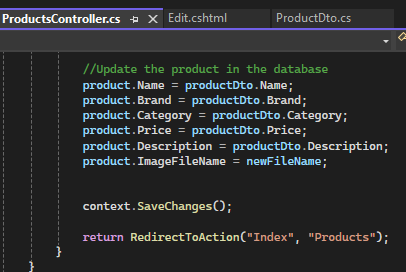 ProductsController.cs Edit.cshtml ProductDto.cs
//Update the product in the database
product.Name = productDto.Name;
product.Brand = productDto.Brand;
product.Category = productDto.Category;
product.Price = productDto.Price;
product.Description = productDto.Description;
product.ImageFileName = newFileName;
context.SaveChanges();
return RedirectToAction("Index", "Products");
}
}